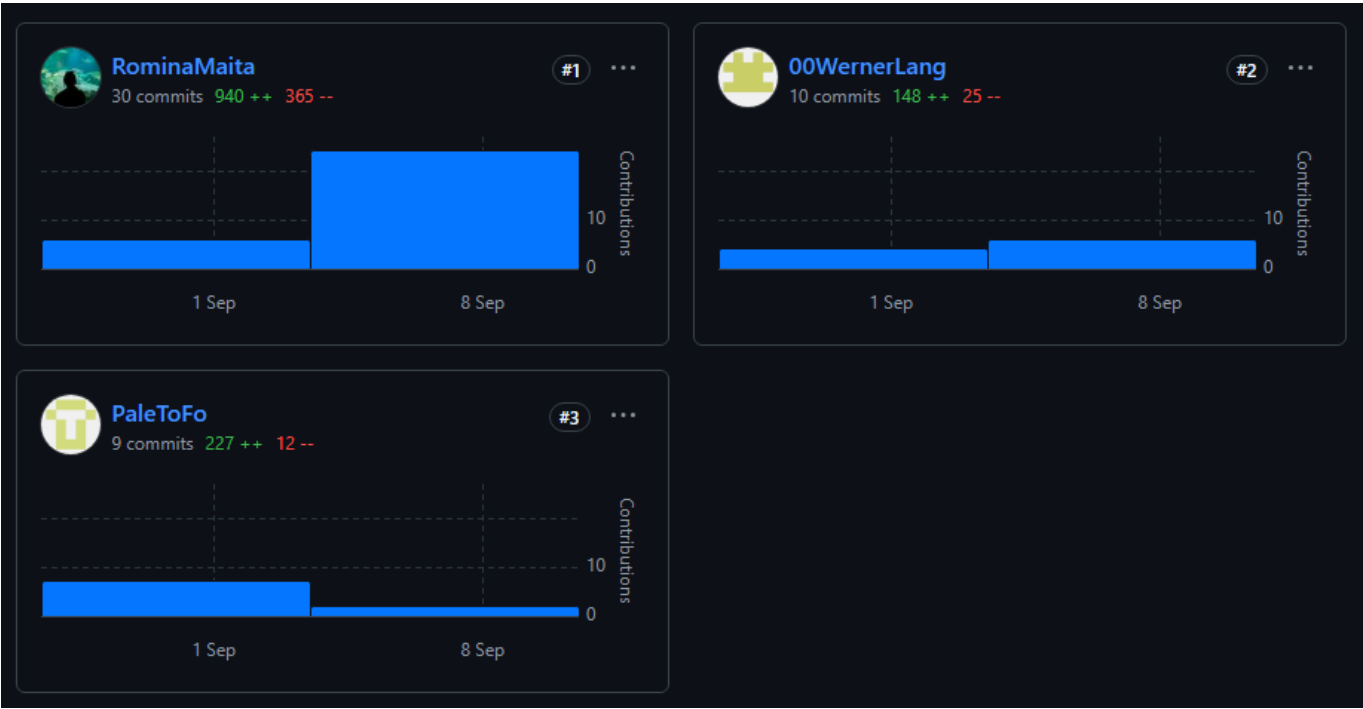 RominaMaita
#1
30 commits 940 ++ 365 --
Contributions
10
0
1 Sep 8 Sep
00WernerLang
#2
10 commits 148 ++ 25 --
Contributions
10
0
1 Sep 8 Sep
PaleToFo
#3
9 commits 227 ++ 12 --
Contributions
10
0
1 Sep 8 Sep